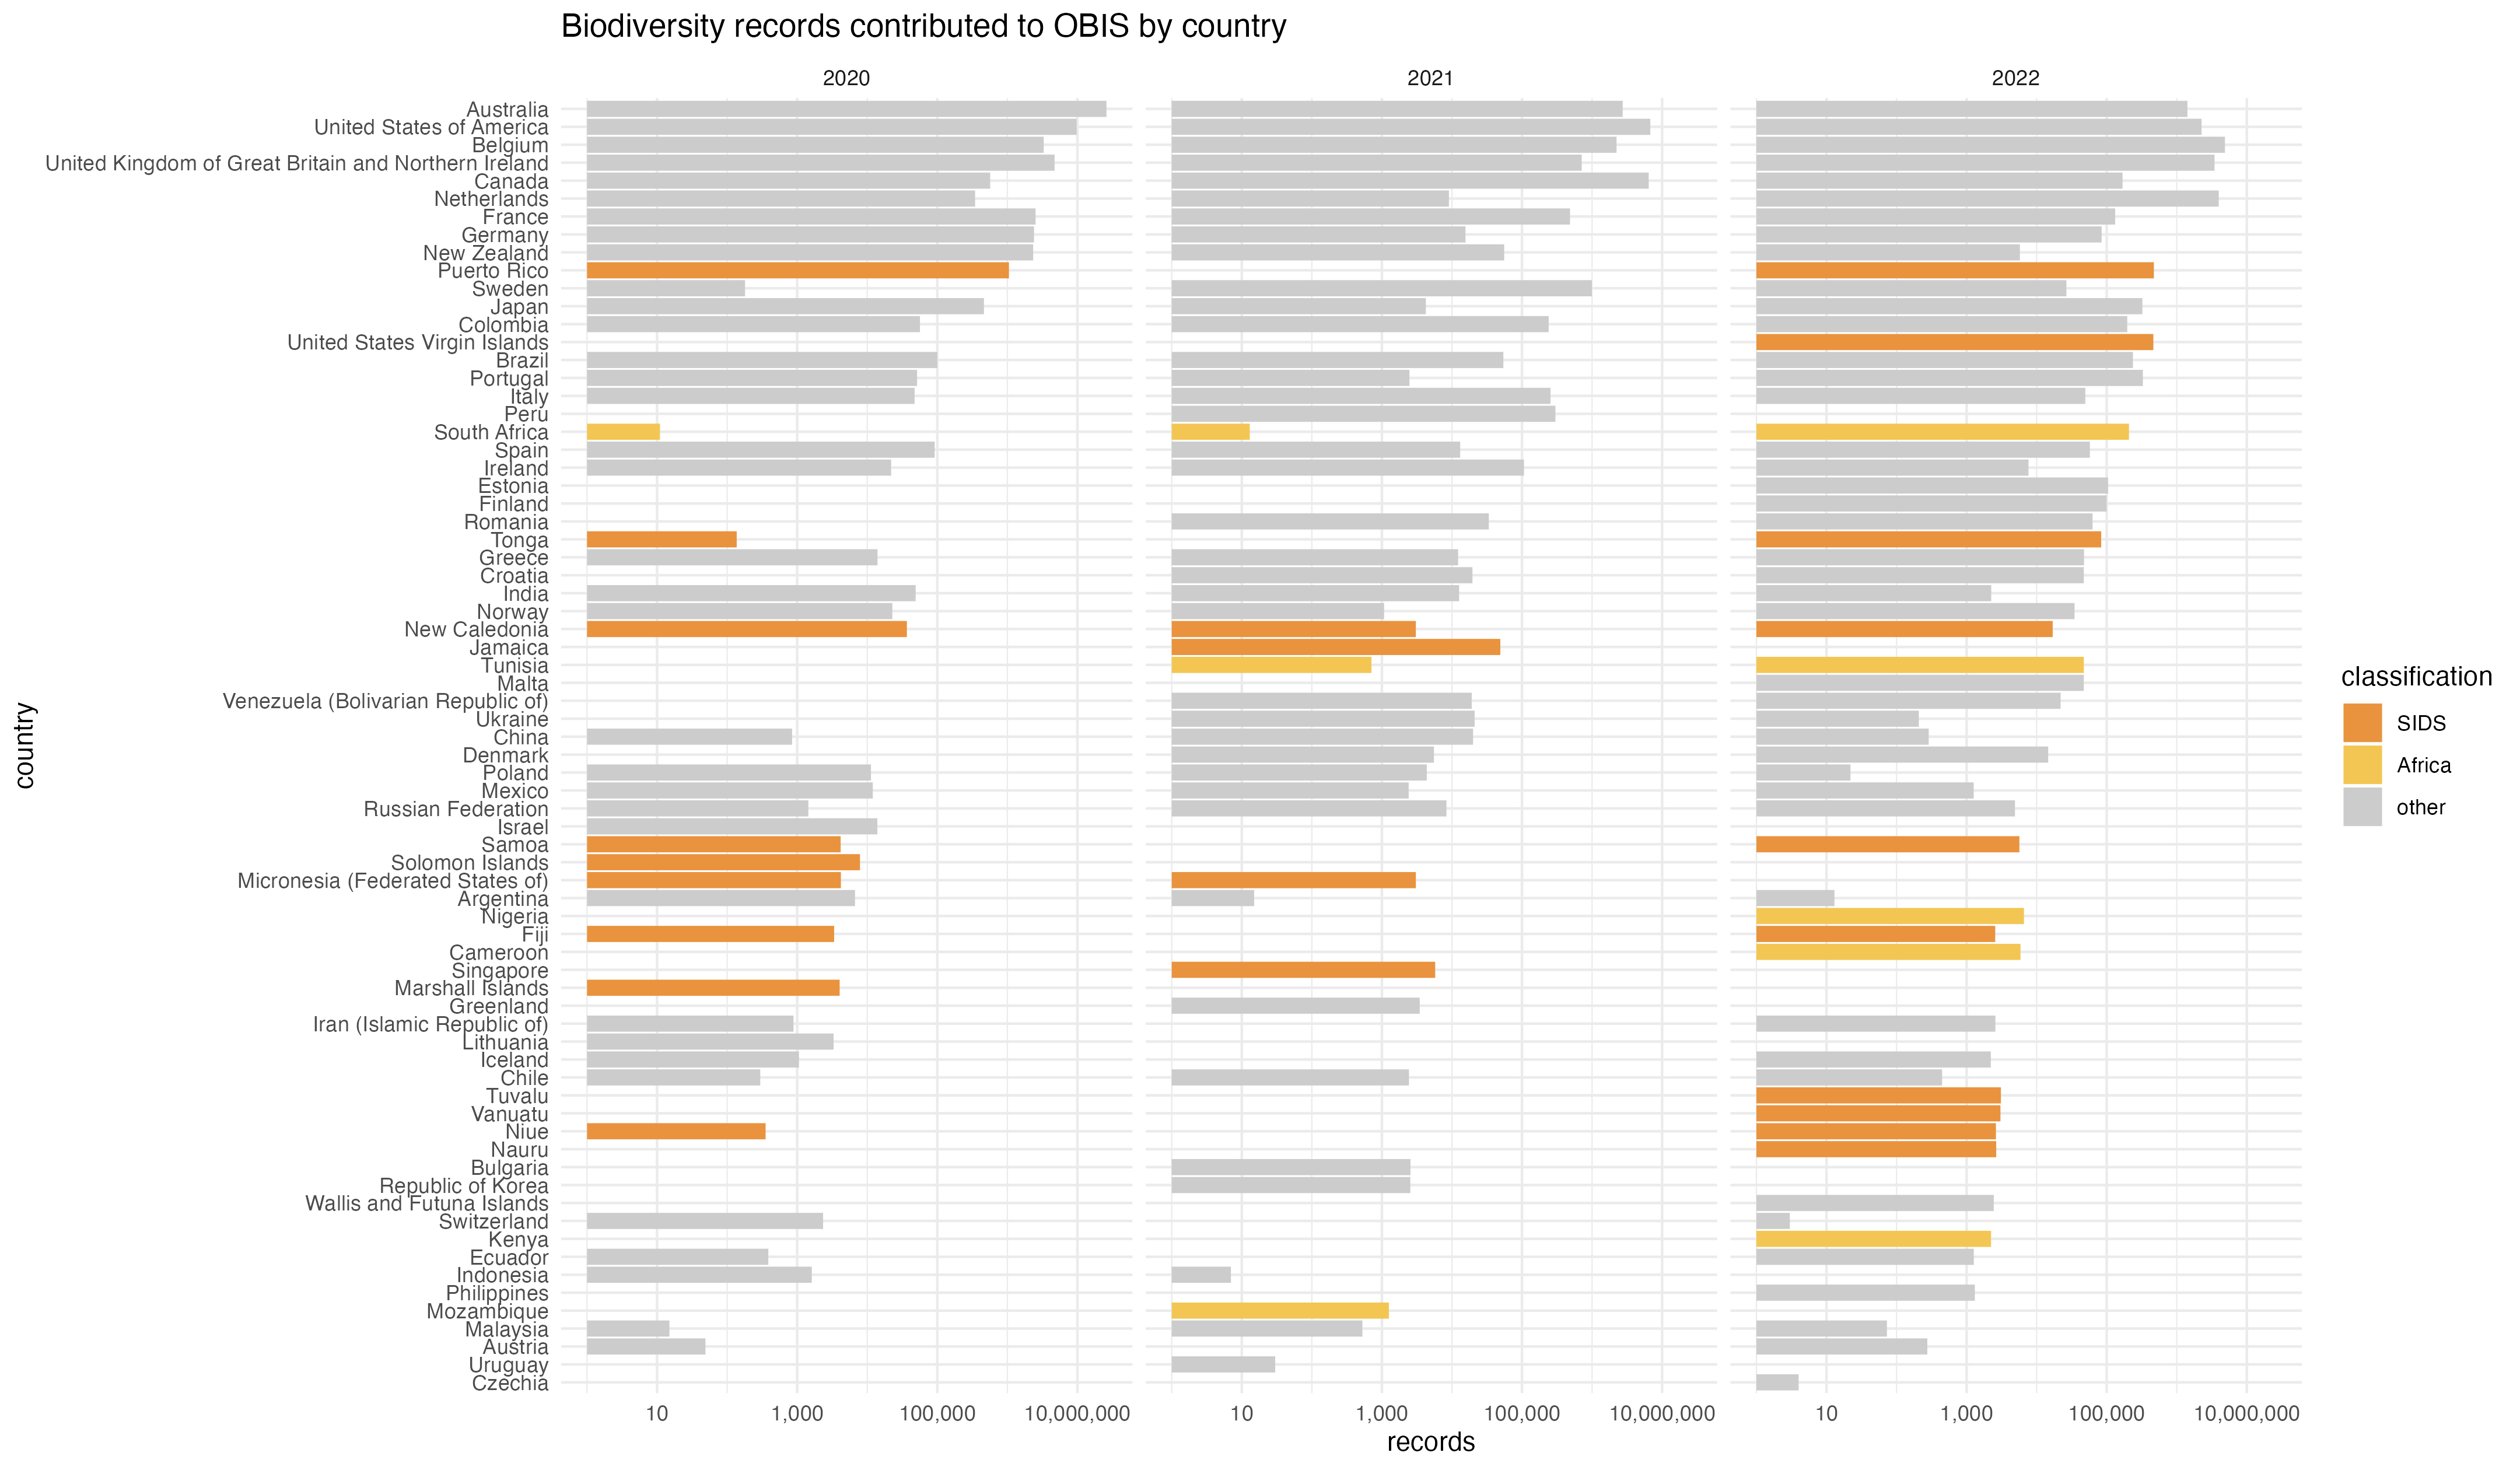 Biodiversity records contributed to OBIS by country
2020
2021
2022
Australia
United States of America
Belgium
United Kingdom of Great Britain and Northern Ireland
Canada
Netherlands
France
Germany
New Zealand
Puerto Rico
Sweden
Japan
Colombia
United States Virgin Islands
Brazil
Portugal
Italy
Peru
South Africa
Spain
Ireland
Estonia
Finland
Romania
Tonga
Greece
Croatia
India
Norway
New Caledonia
Jamaica
Tunisia
Malta
Venezuela (Bolivarian Republic of)
Ukraine
China
Denmark
Poland
Mexico
Russian Federation
Israel
Samoa
Solomon Islands
Micronesia (Federated States of)
Argentina
Nigeria
Fiji
Cameroon
Singapore
Marshall Islands
Greenland
Iran (Islamic Republic of)
Lithuania
Iceland
Chile
Tuvalu
Vanuatu
Niue
Nauru
Bulgaria
Republic of Korea
Wallis and Futuna Islands
Switzerland
Kenya
Ecuador
Indonesia
Philippines
Mozambique
Malaysia
Austria
Uruguay
Czechia
country
10 1,000 100,000 10,000,000
10 1,000 100,000 10,000,000
10 1,000 100,000 10,000,000
records
classification
SIDS
Africa
other